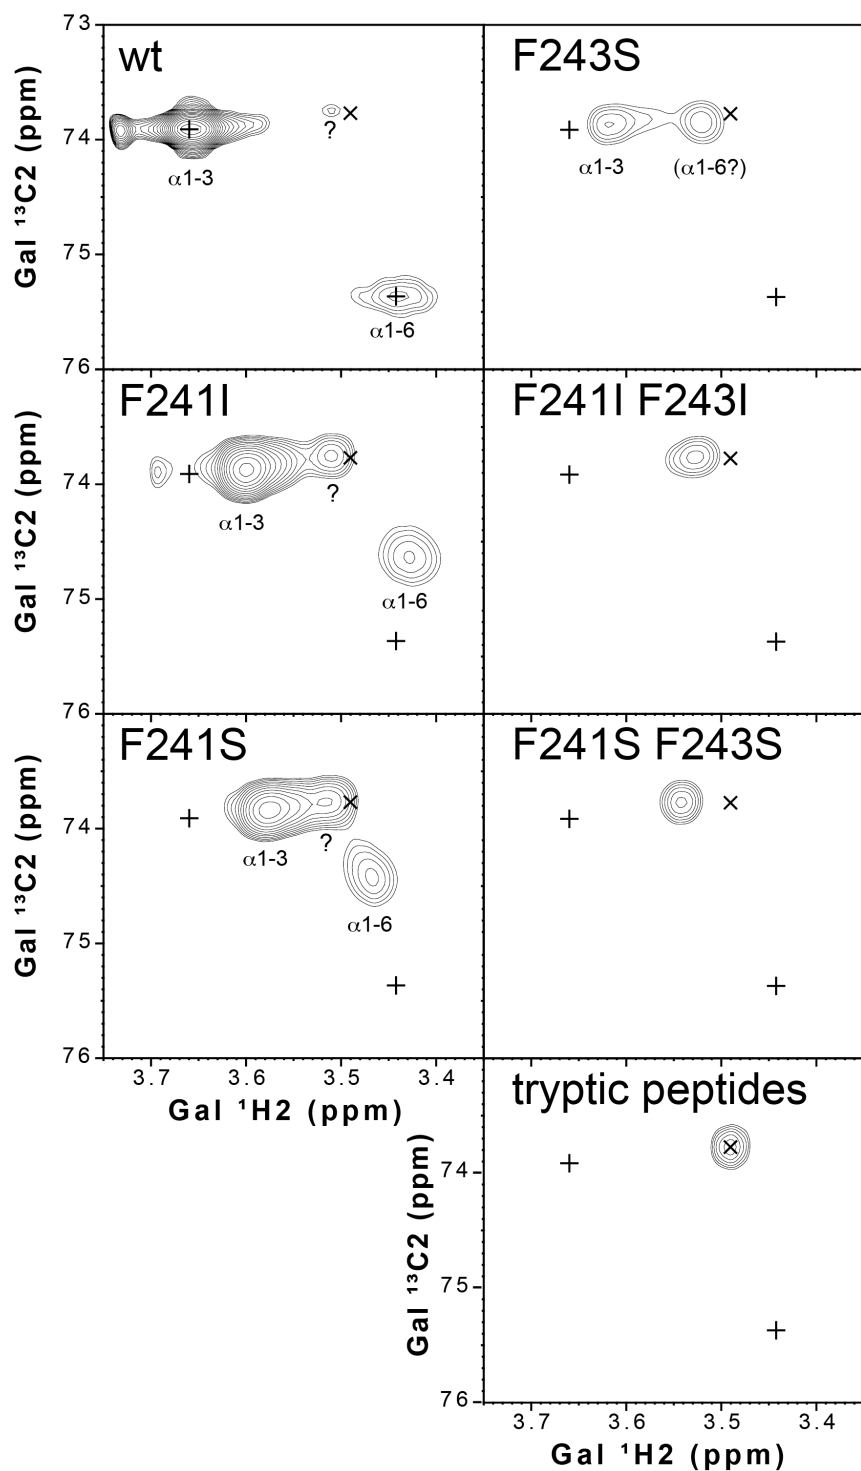 73
wt
F243S
Gal ¹³C2 (ppm)
74
?
α1-3
α1-3
(α1-6?)
75
α1-6
76
F241I
F241I F243I
Gal ¹³C2 (ppm)
74
?
α1-3
75
α1-6
76
F241S
F241S F243S
Gal ¹³C2 (ppm)
74
?
α1-3
α1-6
75
76
3.7 3.6 3.5 3.4
Gal ¹H2 (ppm)
tryptic peptides
Gal ¹³C2 (ppm)
74
75
76
3.7 3.6 3.5 3.4
Gal ¹H2 (ppm)